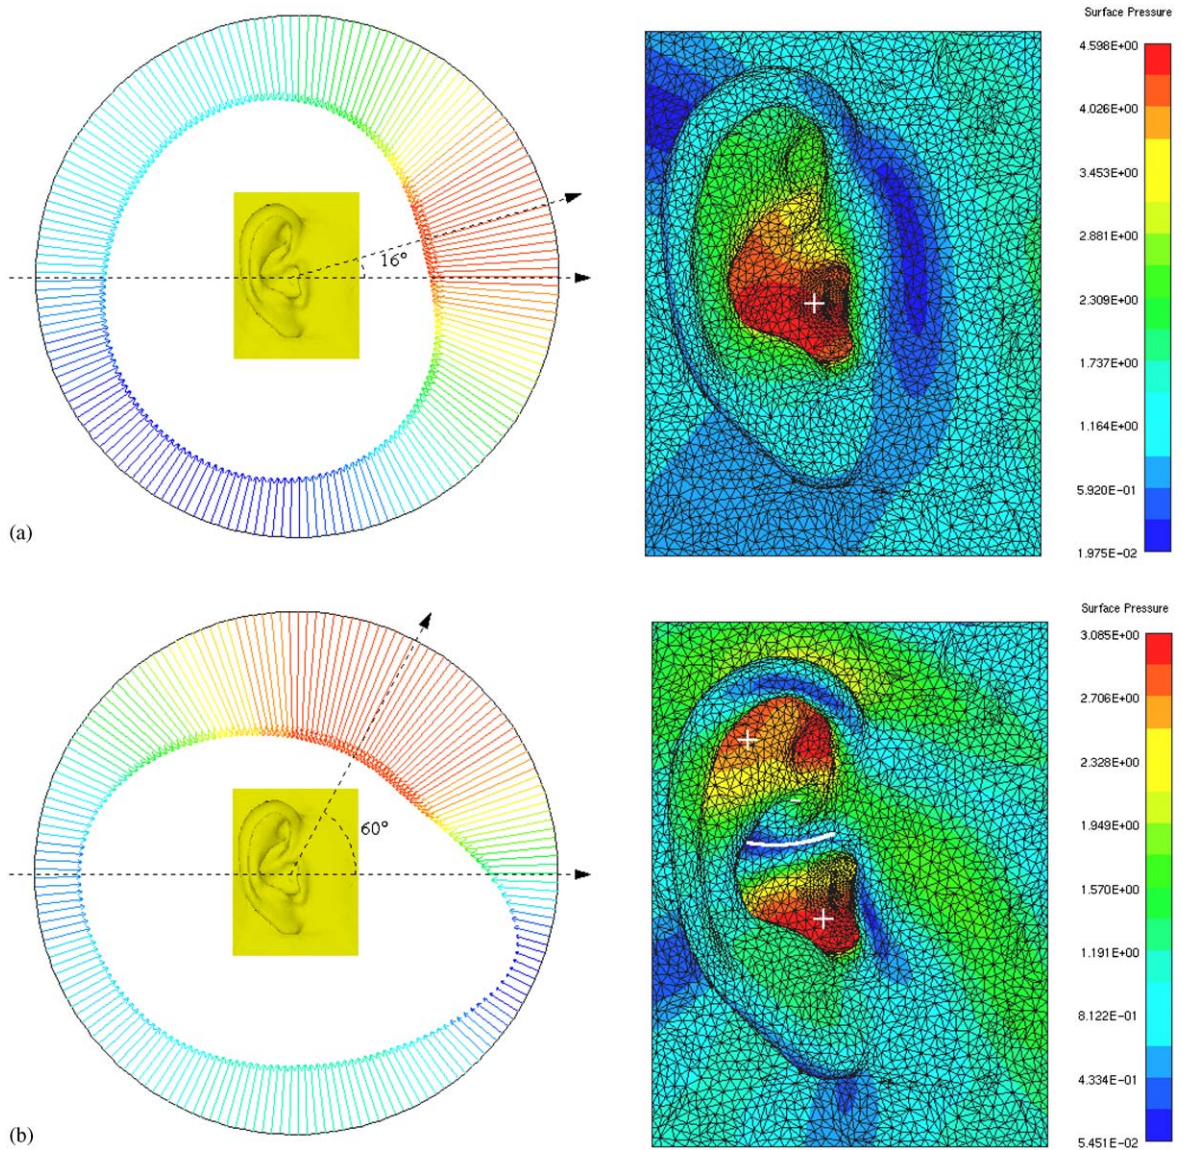 Surface Pressure
4.598E+00
4.026E+00
3.453E+00
2.881E+00
2.309E+00
1.737E+00
1.164E+00
5.920E-01
1.975E-02
16°
(a)
Surface Pressure
3.085E+00
2.706E+00
2.328E+00
1.949E+00
1.570E+00
1.191E+00
8.122E-01
4.334E-01
5.451E-02
60°
(b)